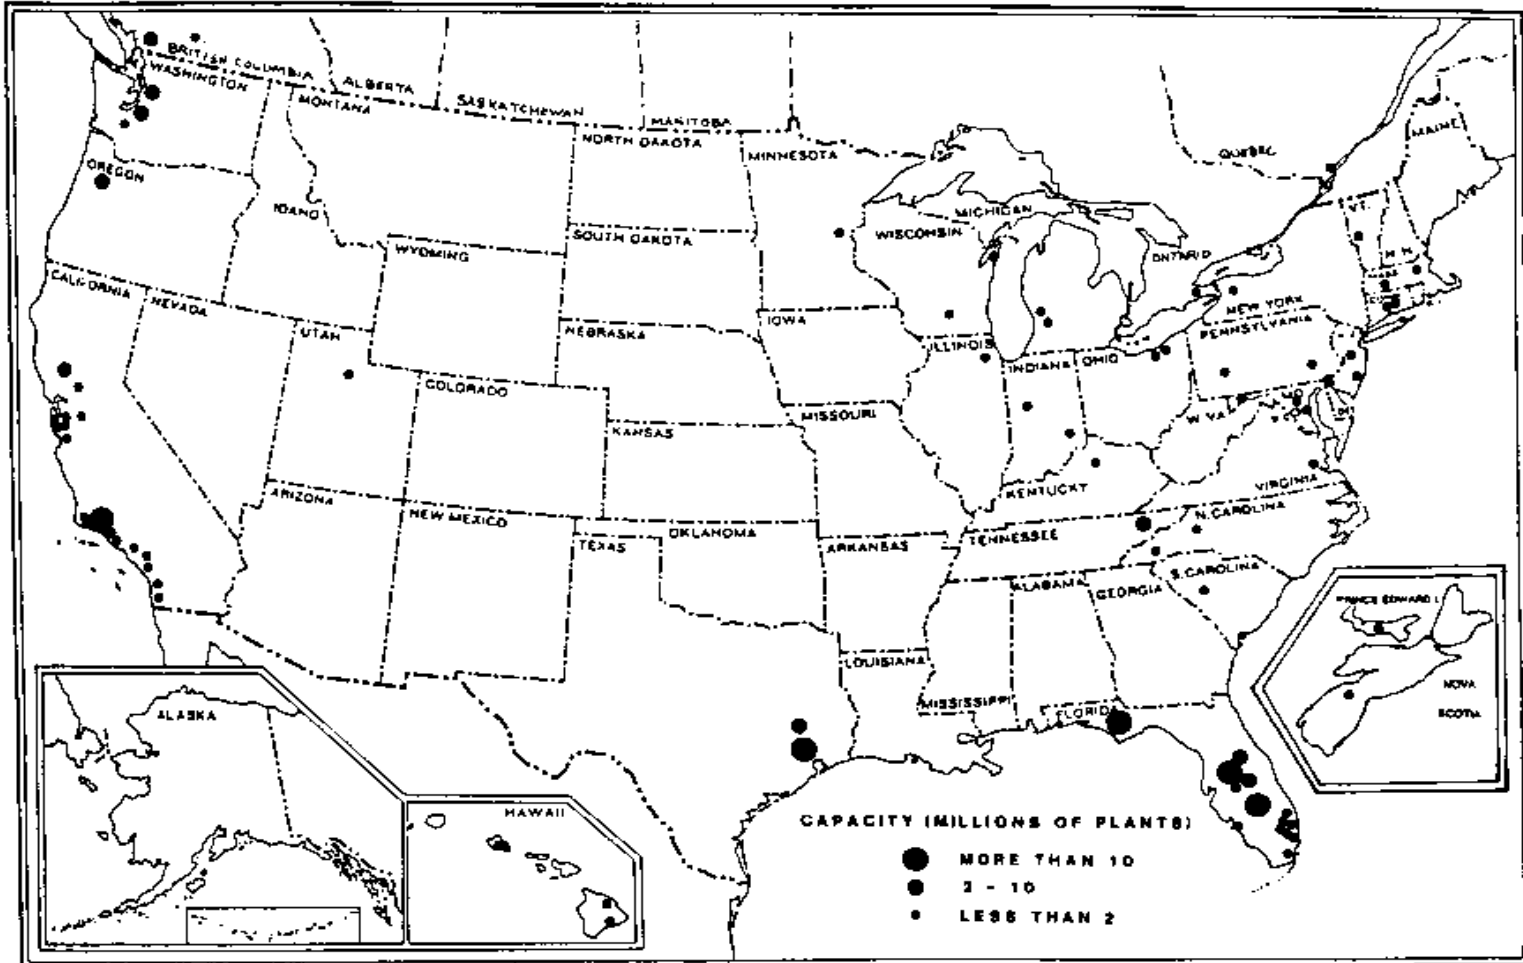 BRITISH COLUMBIA
WASHINGTON
ALBERTA
SASKATCHEWAN
MANITOBA
MONTANA
NORTH DAKOTA
MINNESOTA
QUEBEC
MAINE
OREGON
IDAHO
VT.
N.H.
MICHIGAN
WISCONSIN
SOUTH DAKOTA
WYOMING
ONTARIO
CALIFORNIA
NEVADA
MASS
NEW YORK
IOWA
UTAH
NEBRASKA
PENNSYLVANIA
ILLINOIS
INDIANA
OHIO
COLORADO
MISSOURI
W. VA
MD
KANSAS
ARIZONA
KENTUCKY
VIRGINIA
NEW MEXICO
OKLAHOMA
TEXAS
ARKANSAS
TENNESSEE
N. CAROLINA
S. CAROLINA
ALABAMA
GEORGIA
PRINCE EDWARD I.
LOUISIANA
MISSISSIPPI
FLORIDA
NOVA
SCOTIA
ALASKA
HAWAII
CAPACITY (MILLIONS OF PLANTS)
MORE THAN 10
2 - 10
LESS THAN 2